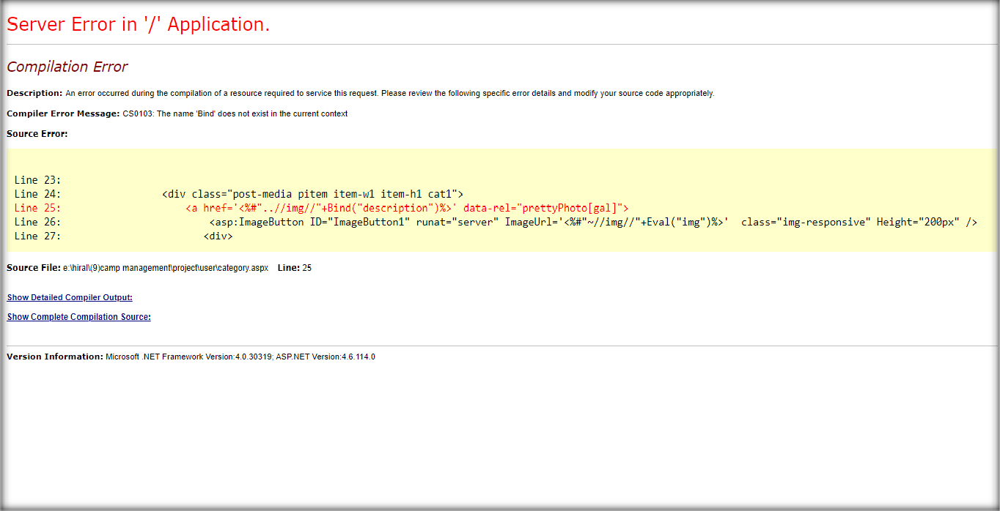 Server Error in '/' Application.
Compilation Error
Description: An error occurred during the compilation of a resource required to service this request. Please review the following specific error details and modify your source code appropriately.
Compiler Error Message: CS0103: The name 'Bind' does not exist in the current context
Source Error:
Line 23:
Line 24:                 <div class="post-media pitem item-w1 item-h1 cat1">
Line 25:                     <a href='<%#"..//img//"+Bind("description")%>' data-rel="prettyPhoto[gal]">
Line 26:                         <asp:ImageButton ID="ImageButton1" runat="server" ImageUrl='<%#"~//img//"+Eval("img")%>'  class="img-responsive" Height="200px" />
Line 27:                        <div>
Source File: e:\hiral\(9)camp management\project\user\category.aspx    Line: 25
Show Detailed Compiler Output:
Show Complete Compilation Source:
Version Information: Microsoft .NET Framework Version:4.0.30319; ASP.NET Version:4.6.114.0